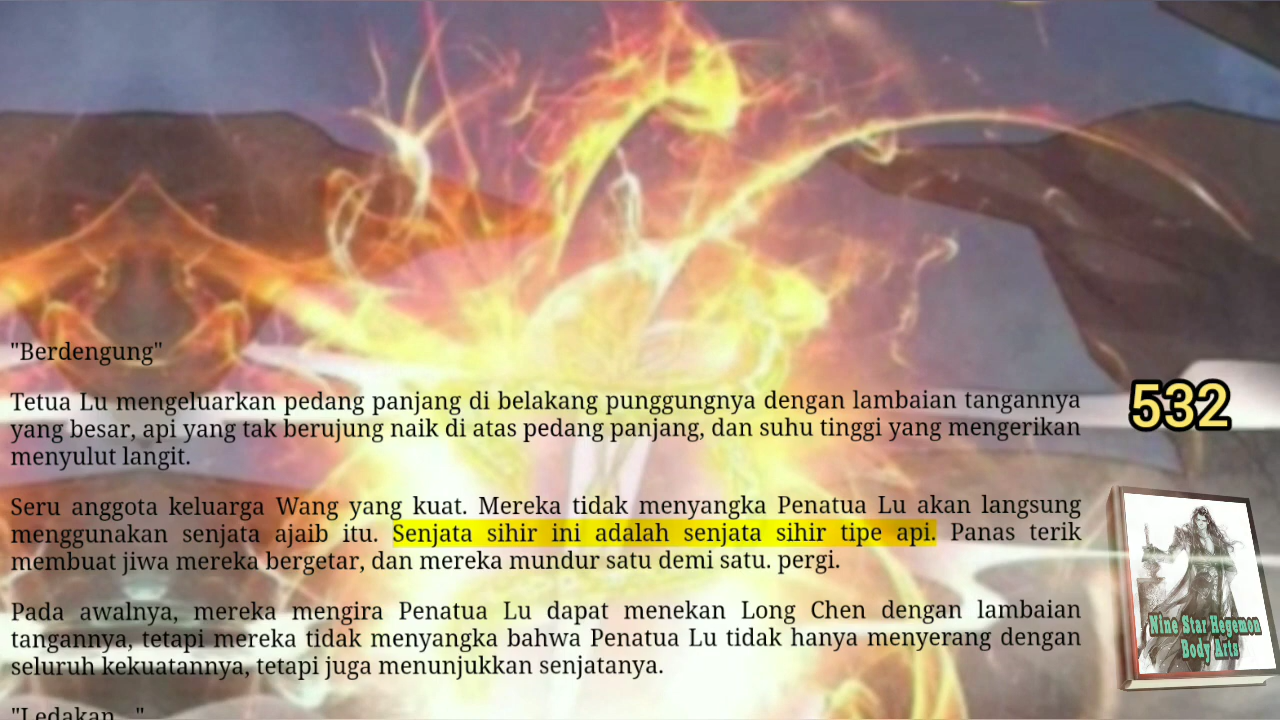 "Berdengung"
Tetua Lu mengeluarkan pedang panjang di belakang punggungnya dengan lambaian tangannya
yang besar, api yang tak berujung naik di atas pedang panjang, dan suhu tinggi yang mengerikan
menyulut langit.
532
Seru anggota keluarga Wang yang kuat. Mereka tidak menyangka Penatua Lu akan langsung
menggunakan senjata ajaib itu. Senjata sihir ini adalah senjata sihir tipe api. Panas terik
membuat jiwa mereka bergetar, dan mereka mundur satu demi satu. pergi.
Pada awalnya, mereka mengira Penatua Lu dapat menekan Long Chen dengan lambaian
tangannya, tetapi mereka tidak menyangka bahwa Penatua Lu tidak hanya menyerang dengan
seluruh kekuatannya, tetapi juga menunjukkan senjatanya.
Nine Star Hegemon
Body Arts
"Ledakan..."